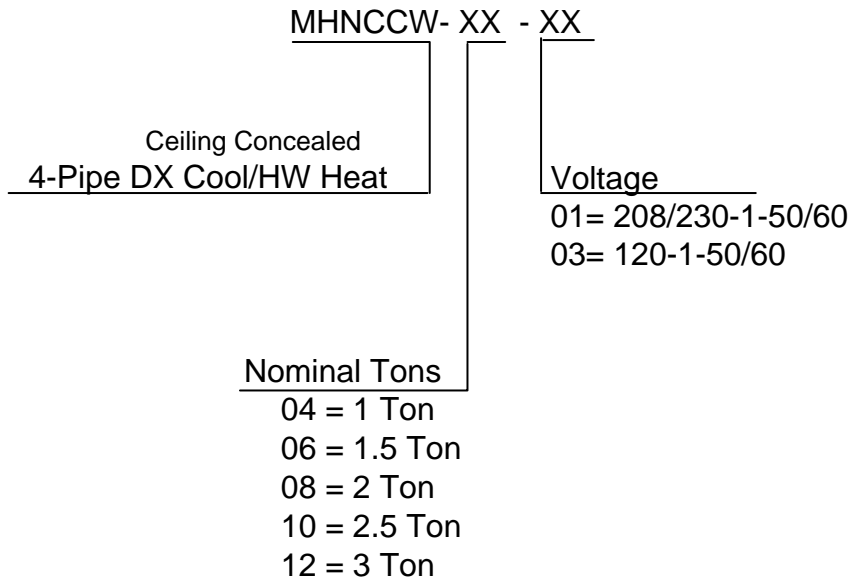 MHNCCW- XX - XX
Ceiling Concealed
4-Pipe DX Cool/HW Heat
Voltage
01= 208/230-1-50/60
03= 120-1-50/60
Nominal Tons
04 = 1 Ton
06 = 1.5 Ton
08 = 2 Ton
10 = 2.5 Ton
12 = 3 Ton